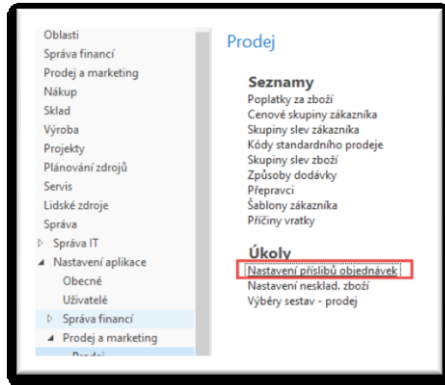 Oblasti
Správa financí
Prodej a marketing
Nákup
Sklad
Výroba
Projekty
Plánování zdrojů
Servis
Lidské zdroje
Správa
Správa IT
Nastavení aplikace
Obecné
Uživatelé
Správa financí
Prodej a marketing
Prodej
Prodej
Seznamy
Poplatky za zboží
Cenové skupiny zákazníka
Skupiny slev zákazníka
Kódy standardního prodeje
Skupiny slev zboží
Způsoby dodávky
Přepravci
Šablony zákazníka
Příčiny vratky
Úkoly
Nastavení příslibů objednávek
Nastavení nesklad. zboží
Výběry sestav - prodej